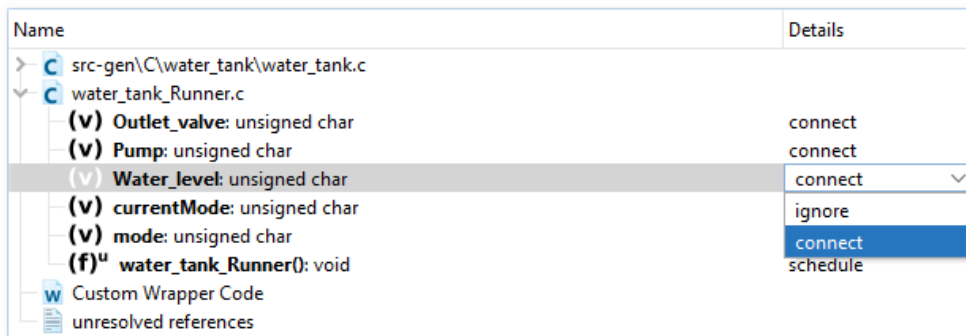 Name Details
src-gen\C\water_tank\water_tank.c
water_tank_Runner.c
(v) Outlet_valve: unsigned char connect
(v) Pump: unsigned char connect
(v) Water_level: unsigned char connect
(v) currentMode: unsigned char ignore
(v) mode: unsigned char connect
(f)u water_tank_Runner(): void schedule
Custom Wrapper Code
unresolved references